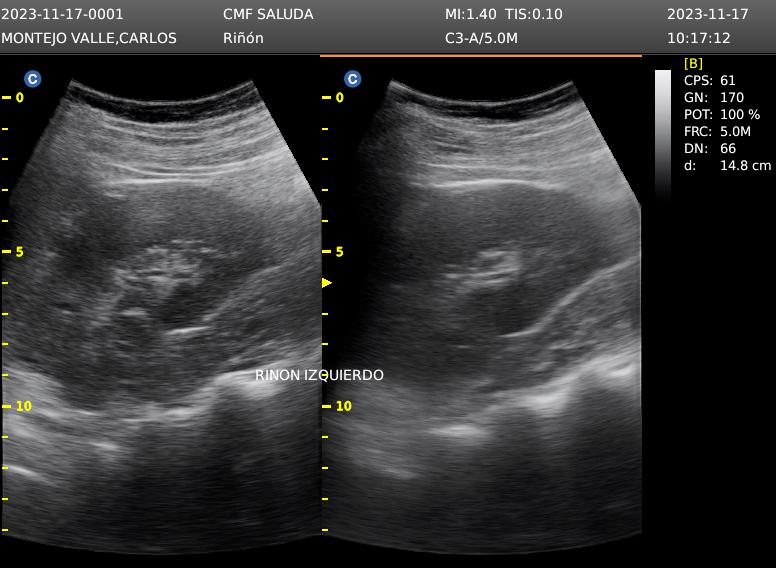 2023-11-17-0001 CMF SALUDA MI:1.40 TIS:0.10 2023-11-17
MONTEJO VALLE,CARLOS Riñón C3-A/5.0M 10:17:12
C C [B]
0 0 CPS: 61
GN: 170
POT: 100 %
FRC: 5.0M
DN: 66
d: 14.8 cm
5 5
RINON IZQUIERDO
10 10